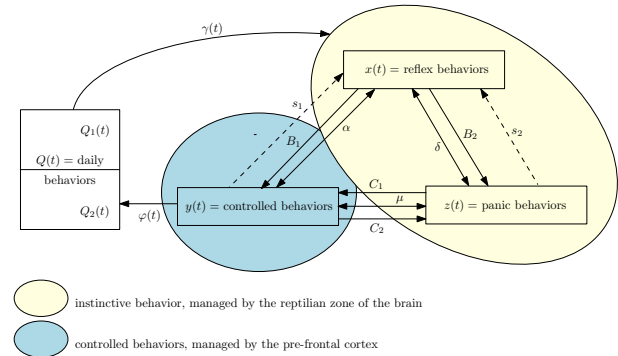 γ(t)
x(t) = reflex behaviors
s₁
B₁
α
δ
B₂
s₂
Q₁(t)
Q(t) = daily
behaviors
Q₂(t)
φ(t)
y(t) = controlled behaviors
C₁
μ
C₂
z(t) = panic behaviors
instinctive behavior, managed by the reptilian zone of the brain
controlled behaviors, managed by the pre-frontal cortex